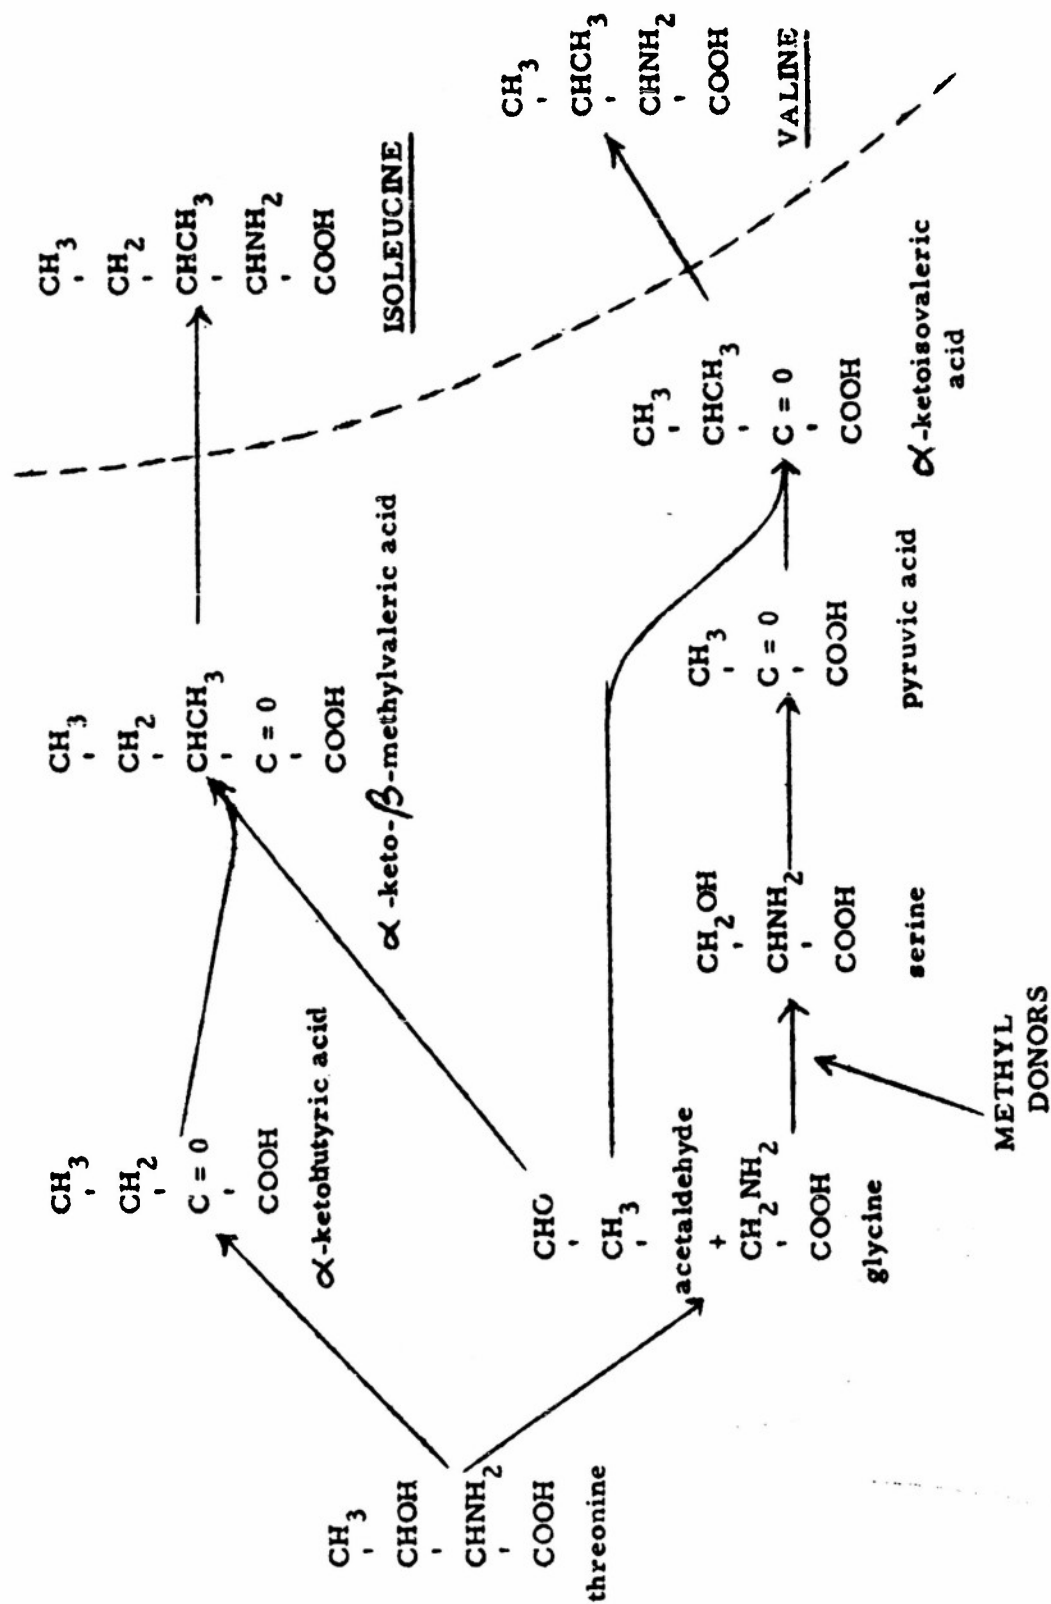 CH3
CHOH
CHNH2
COOH
threonine
CH3
CH2
C = 0
COOH
α-ketobutyric acid
CHO
CH3
acetaldehyde
+
CH2NH2
COOH
glycine
METHYL
DONORS
CH2OH
CHNH2
COOH
serine
CH3
CH2
CHCH3
C = 0
COOH
α-keto-β-methylvaleric acid
CH3
C = 0
COOH
pyruvic acid
CH3
CHCH3
C = 0
COOH
α-ketoisovaleric
acid
CH3
CH2
CHCH3
CHNH2
COOH
ISOLEUCINE
CH3
CHCH3
CHNH2
COOH
VALINE